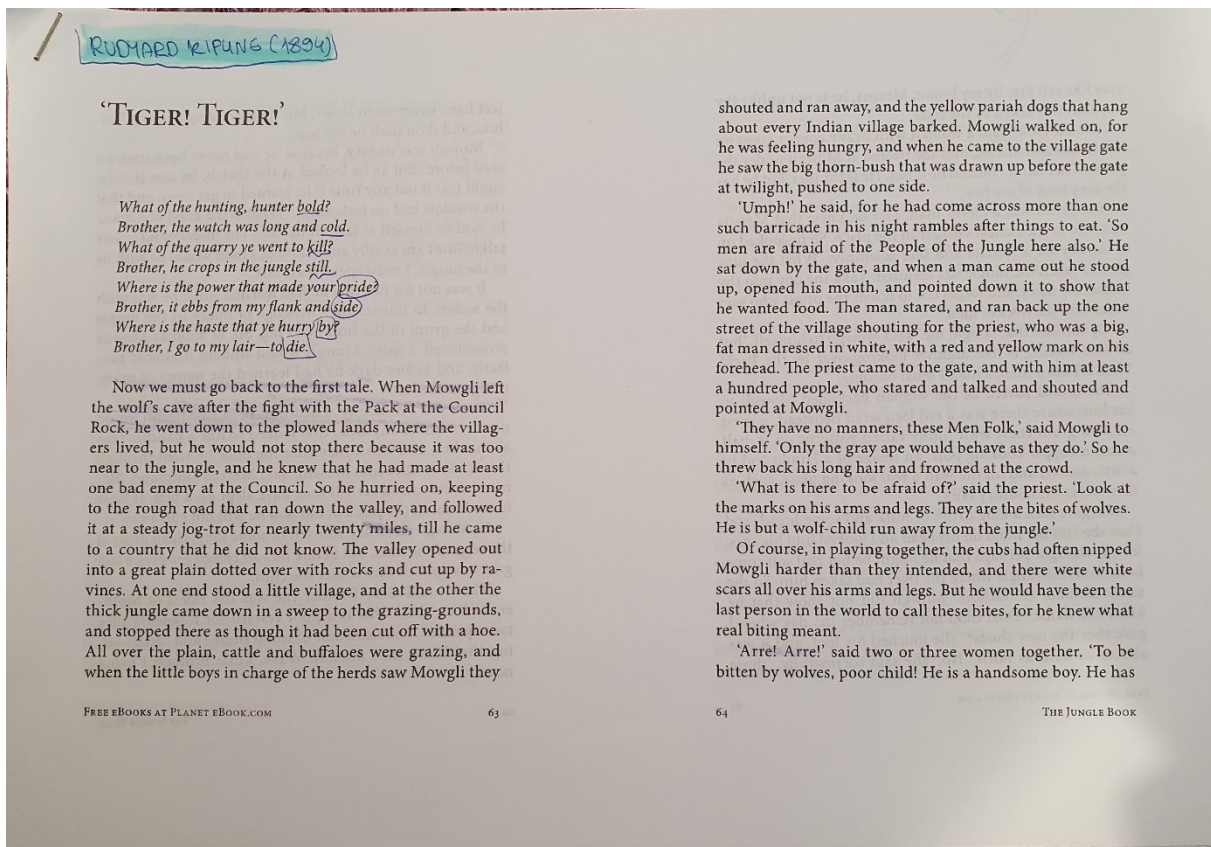 RUDYARD KIPLING (1894)
‘TIGER! TIGER!’
What of the hunting, hunter bold?
Brother, the watch was long and cold.
What of the quarry ye went to kill?
Brother, he crops in the jungle still.
Where is the power that made your pride?
Brother, it ebbs from my flank and side.
Where is the haste that ye hurry by?
Brother, I go to my lair—to die.
Now we must go back to the first tale. When Mowgli left
the wolf’s cave after the fight with the Pack at the Council
Rock, he went down to the plowed lands where the villag-
ers lived, but he would not stop there because it was too
near to the jungle, and he knew that he had made at least
one bad enemy at the Council. So he hurried on, keeping
to the rough road that ran down the valley, and followed
it at a steady jog-trot for nearly twenty miles, till he came
to a country that he did not know. The valley opened out
into a great plain dotted over with rocks and cut up by ra-
vines. At one end stood a little village, and at the other the
thick jungle came down in a sweep to the grazing-grounds,
and stopped there as though it had been cut off with a hoe.
All over the plain, cattle and buffaloes were grazing, and
when the little boys in charge of the herds saw Mowgli they
FREE EBOOKS AT PLANET EBOOK.COM 63
shouted and ran away, and the yellow pariah dogs that hang
about every Indian village barked. Mowgli walked on, for
he was feeling hungry, and when he came to the village gate
he saw the big thorn-bush that was drawn up before the gate
at twilight, pushed to one side.
‘Umph!’ he said, for he had come across more than one
such barricade in his night rambles after things to eat. ‘So
men are afraid of the People of the Jungle here also.’ He
sat down by the gate, and when a man came out he stood
up, opened his mouth, and pointed down it to show that
he wanted food. The man stared, and ran back up the one
street of the village shouting for the priest, who was a big,
fat man dressed in white, with a red and yellow mark on his
forehead. The priest came to the gate, and with him at least
a hundred people, who stared and talked and shouted and
pointed at Mowgli.
‘They have no manners, these Men Folk,’ said Mowgli to
himself. ‘Only the gray ape would behave as they do.’ So he
threw back his long hair and frowned at the crowd.
‘What is there to be afraid of?’ said the priest. ‘Look at
the marks on his arms and legs. They are the bites of wolves.
He is but a wolf-child run away from the jungle.’
Of course, in playing together, the cubs had often nipped
Mowgli harder than they intended, and there were white
scars all over his arms and legs. But he would have been the
last person in the world to call these bites, for he knew what
real biting meant.
‘Arre! Arre!’ said two or three women together. ‘To be
bitten by wolves, poor child! He is a handsome boy. He has
64 THE JUNGLE BOOK